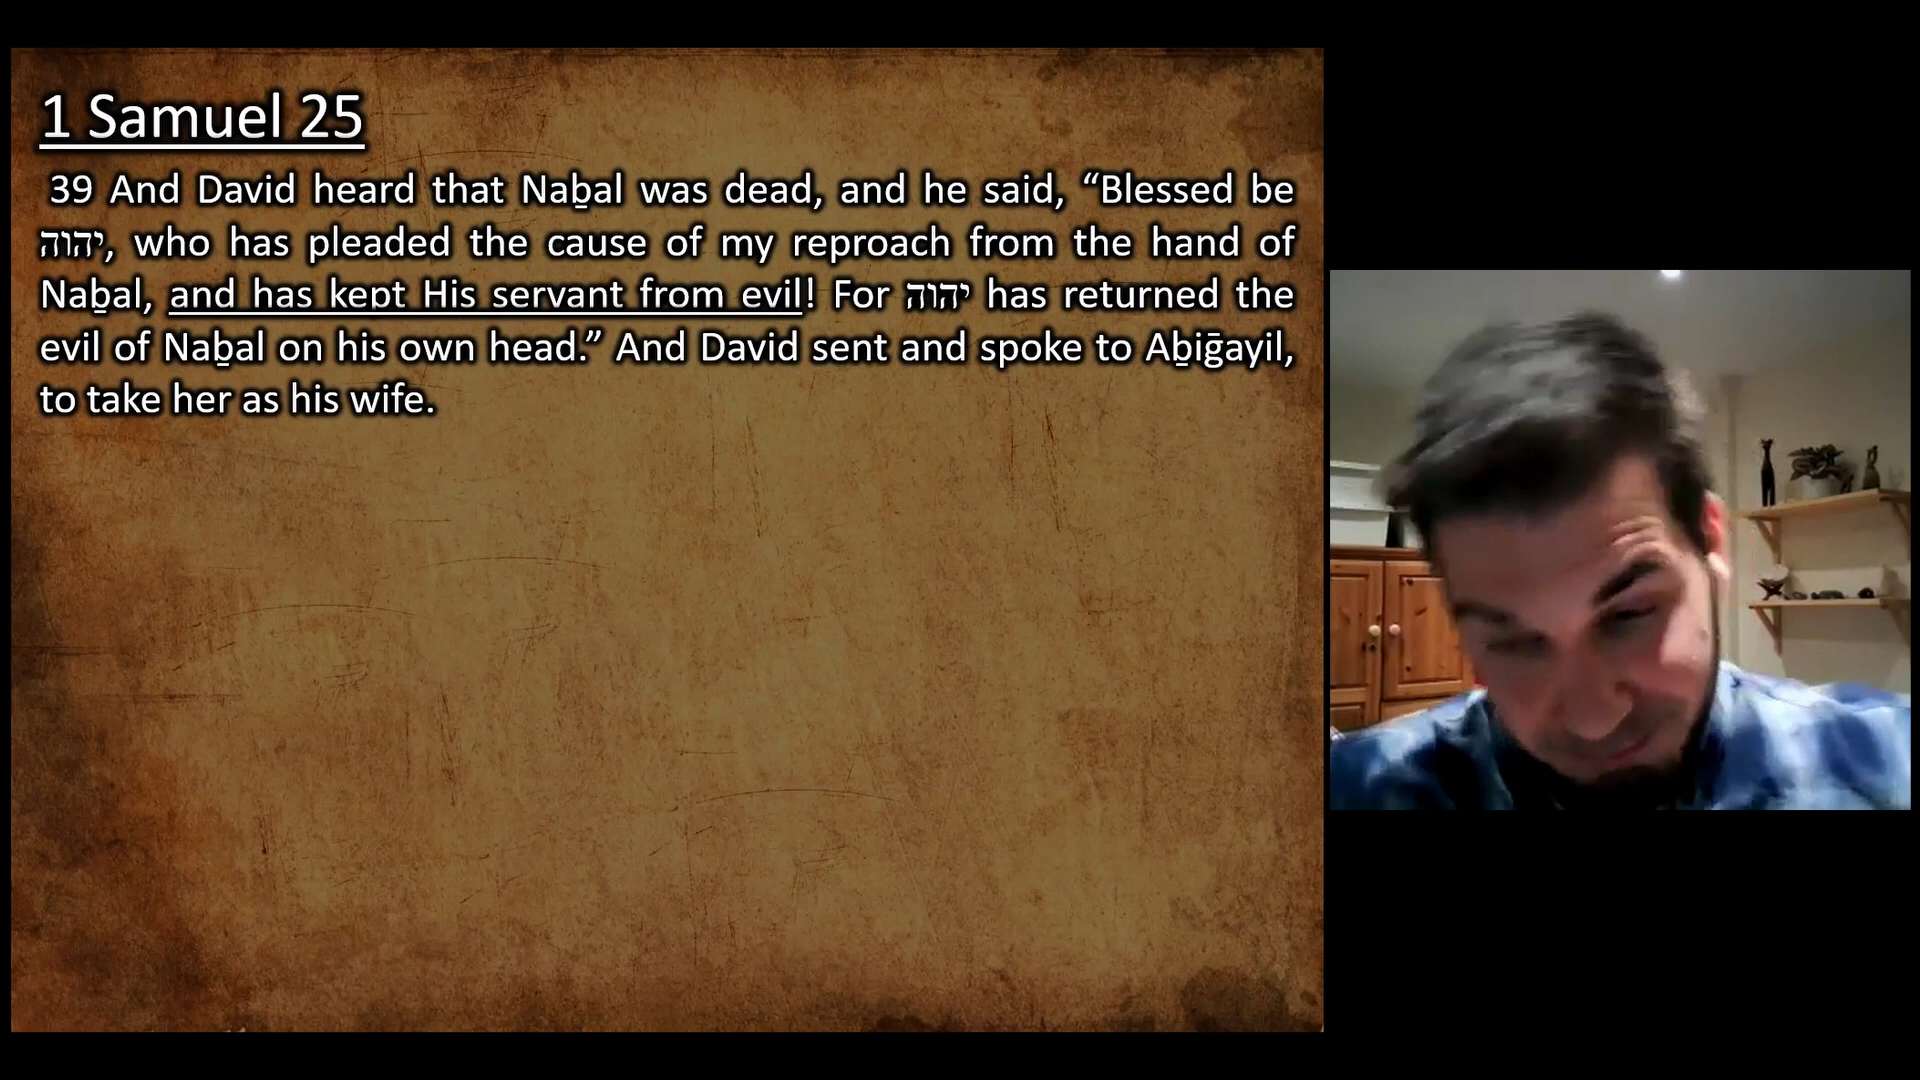 1 Samuel 25
39 And David heard that Naḇal was dead, and he said, “Blessed be
יהוה, who has pleaded the cause of my reproach from the hand of
Naḇal, and has kept His servant from evil! For יהוה has returned the
evil of Naḇal on his own head.” And David sent and spoke to Aḇiḡayil,
to take her as his wife.